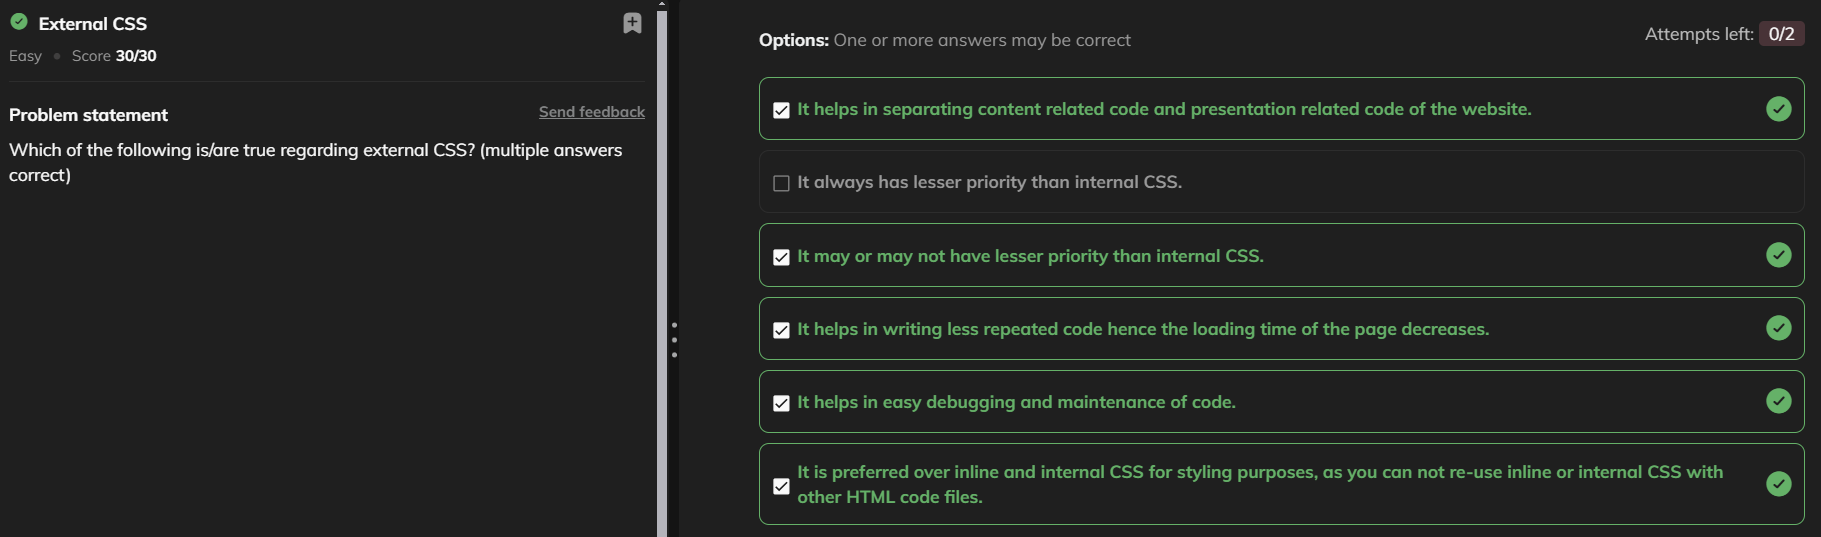 External CSS
Easy • Score 30/30
Problem statement
Send feedback
Which of the following is/are true regarding external CSS? (multiple answers
correct)
Options: One or more answers may be correct
Attempts left: 0/2
It helps in separating content related code and presentation related code of the website.
It always has lesser priority than internal CSS.
It may or may not have lesser priority than internal CSS.
It helps in writing less repeated code hence the loading time of the page decreases.
It helps in easy debugging and maintenance of code.
It is preferred over inline and internal CSS for styling purposes, as you can not re-use inline or internal CSS with
other HTML code files.